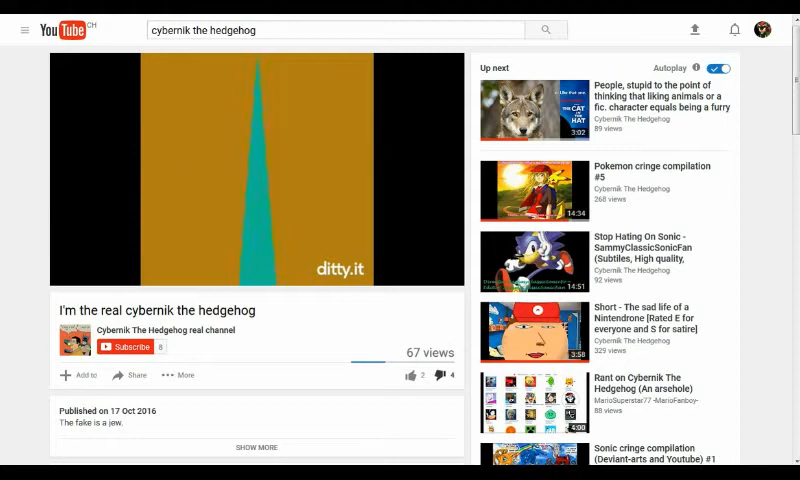 YouTube CH
cybernik the hedgehog
ditty.it
I'm the real cybernik the hedgehog
Cybernik The Hedgehog real channel
Subscribe 8
67 views
Add to Share More 2 4
Published on 17 Oct 2016
The fake is a jew.
SHOW MORE
Up next Autoplay
THE CAT
IN THE
HAT
3:02
People, stupid to the point of
thinking that liking animals or a
fic. character equals being a furry
Cybernik The Hedgehog
89 views
14:34
Pokemon cringe compilation
#5
Cybernik The Hedgehog
268 views
14:51
Stop Hating On Sonic -
SammyClassicSonicFan
(Subtiles, High quality,
Cybernik The Hedgehog
92 views
3:58
Short - The sad life of a
Nintendrone [Rated E for
everyone and S for satire]
Cybernik The Hedgehog
329 views
4:00
Rant on Cybernik The
Hedgehog (An arsehole)
MarioSuperstar77 -MarioFanboy-
88 views
Sonic cringe compilation
(Deviant-arts and Youtube) #1